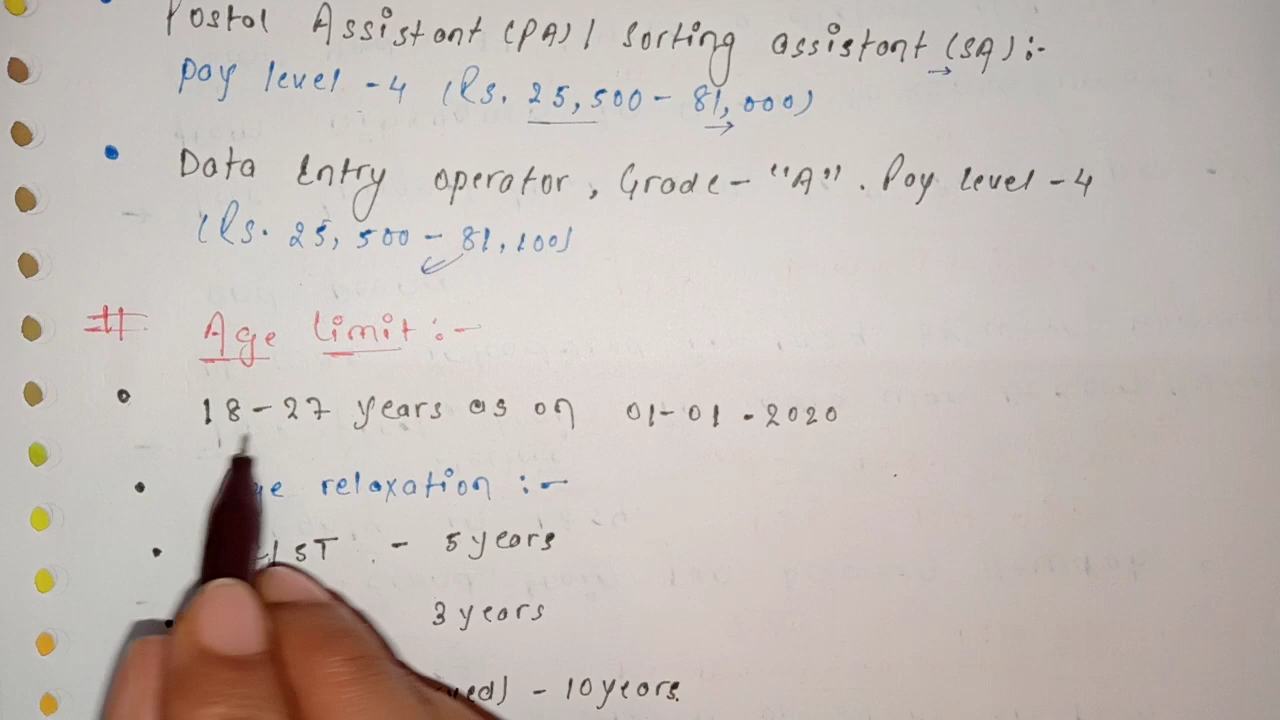 Postal Assistant (PA) / Sorting assistant (SA) :-
Pay level - 4 (Rs. 25,500 - 81,000)
Data Entry operator, Grade - "A". Pay level - 4
(Rs. 25,500 - 81,100)
# Age limit :-
18 - 27 years as on 01-01-2020
relaxation :-
ST - 5 years
3 years
- 10 years.